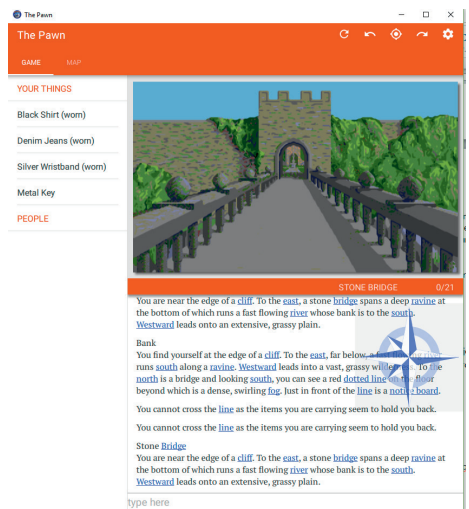 The Pawn
The Pawn
GAME MAP
YOUR THINGS
Black Shirt (worn)
Denim Jeans (worn)
Silver Wristband (worn)
Metal Key
PEOPLE
STONE BRIDGE 0/21
You are near the edge of a cliff. To the east, a stone bridge spans a deep ravine at
the bottom of which runs a fast flowing river whose bank is to the south.
Westward leads onto an extensive, grassy plain.
Bank
You find yourself at the edge of a cliff. To the east, far below, a fast flowing river
runs south along a ravine. Westward leads into a vast, grassy wilderness. To the
north is a bridge and looking south, you can see a red dotted line on the floor
beyond which is a dense, swirling fog. Just in front of the line is a notice board.
You cannot cross the line as the items you are carrying seem to hold you back.
You cannot cross the line as the items you are carrying seem to hold you back.
Stone Bridge
You are near the edge of a cliff. To the east, a stone bridge spans a deep ravine at
the bottom of which runs a fast flowing river whose bank is to the south.
Westward leads onto an extensive, grassy plain.
type here